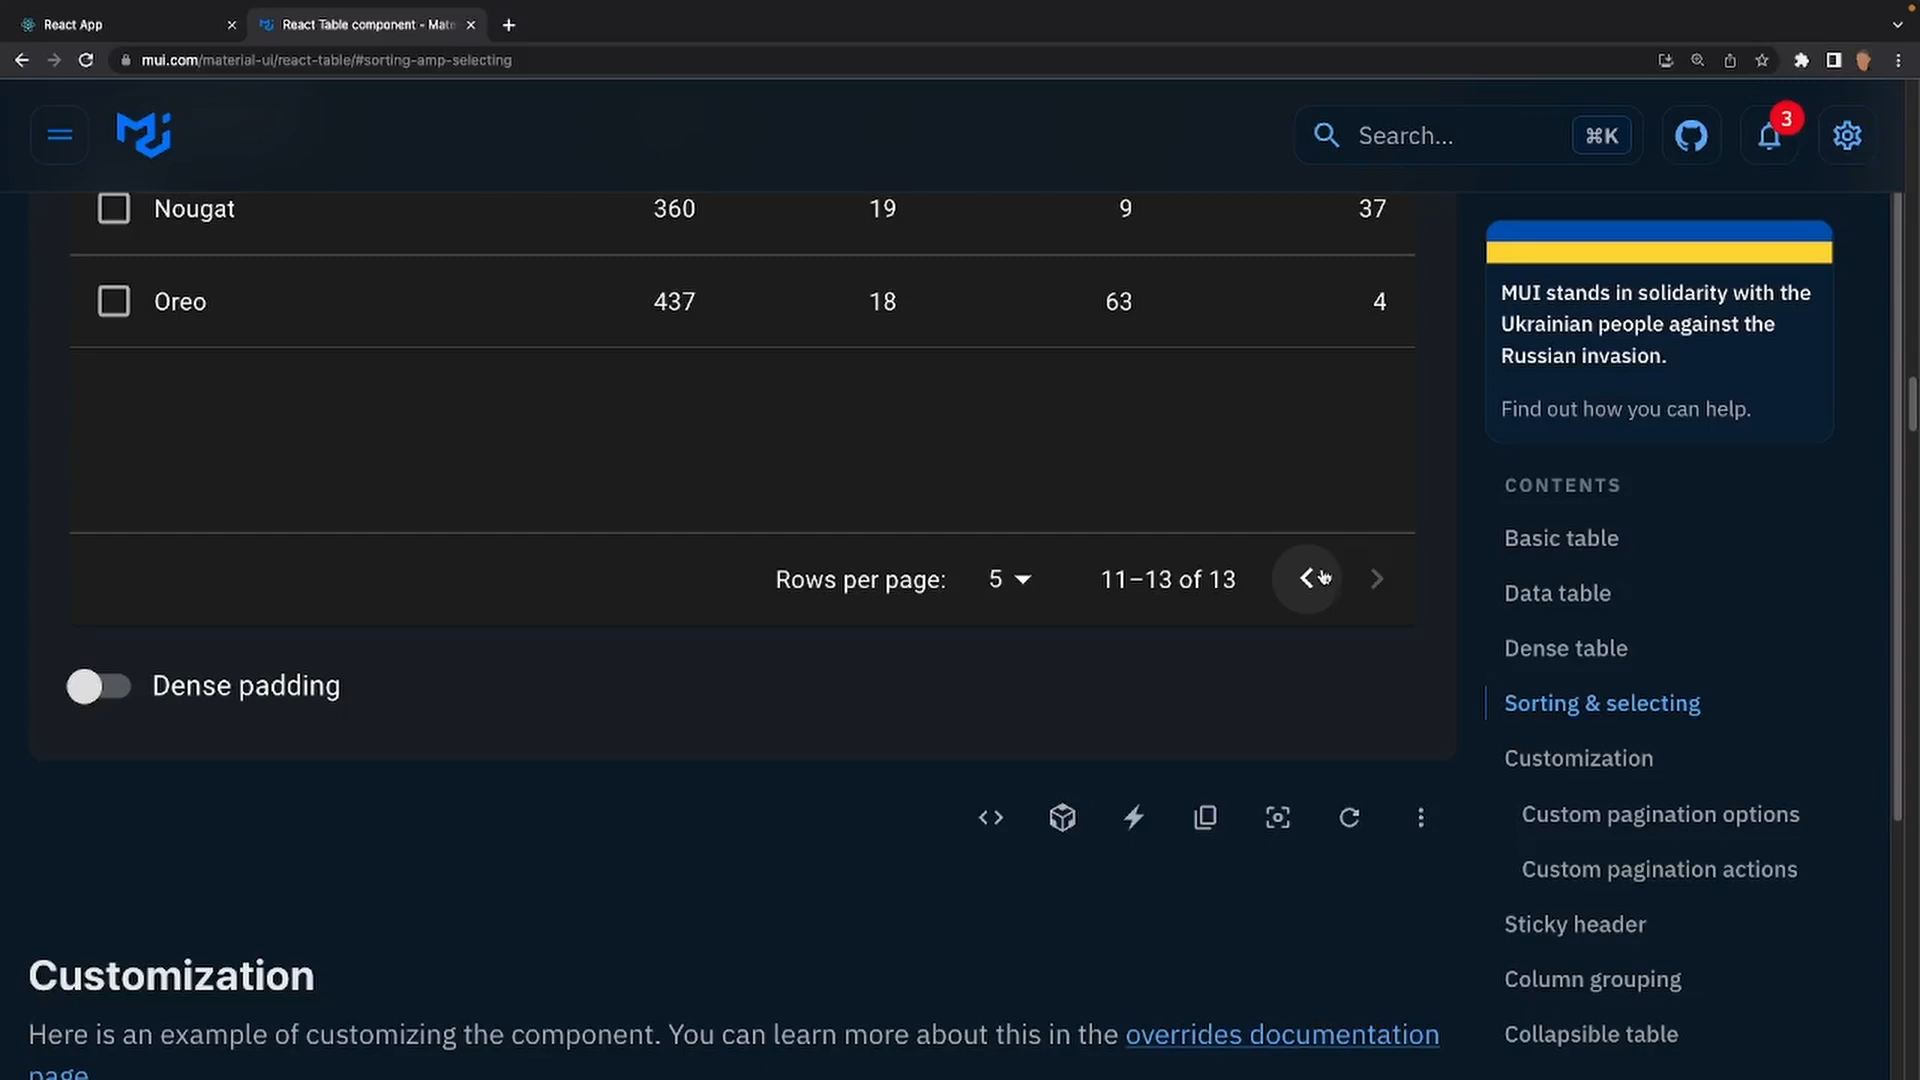 React App
React Table component - Mate
mui.com/material-ui/react-table/#sorting-amp-selecting
Search...
⌘K
3
Nougat 360 19 9 37
Oreo 437 18 63 4
Rows per page: 5 11–13 of 13
Dense padding
Customization
Here is an example of customizing the component. You can learn more about this in the overrides documentation
page.
MUI stands in solidarity with the
Ukrainian people against the
Russian invasion.
Find out how you can help.
CONTENTS
Basic table
Data table
Dense table
Sorting & selecting
Customization
Custom pagination options
Custom pagination actions
Sticky header
Column grouping
Collapsible table